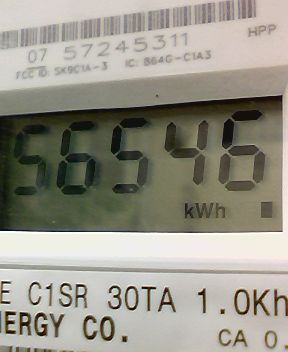 HPP
07 57245311
FCC ID: SK9C1A-3 IC: 864G-C1A3
56546
kWh
E C1SR 30TA 1.0Kh
NERGY CO.
CA 0.